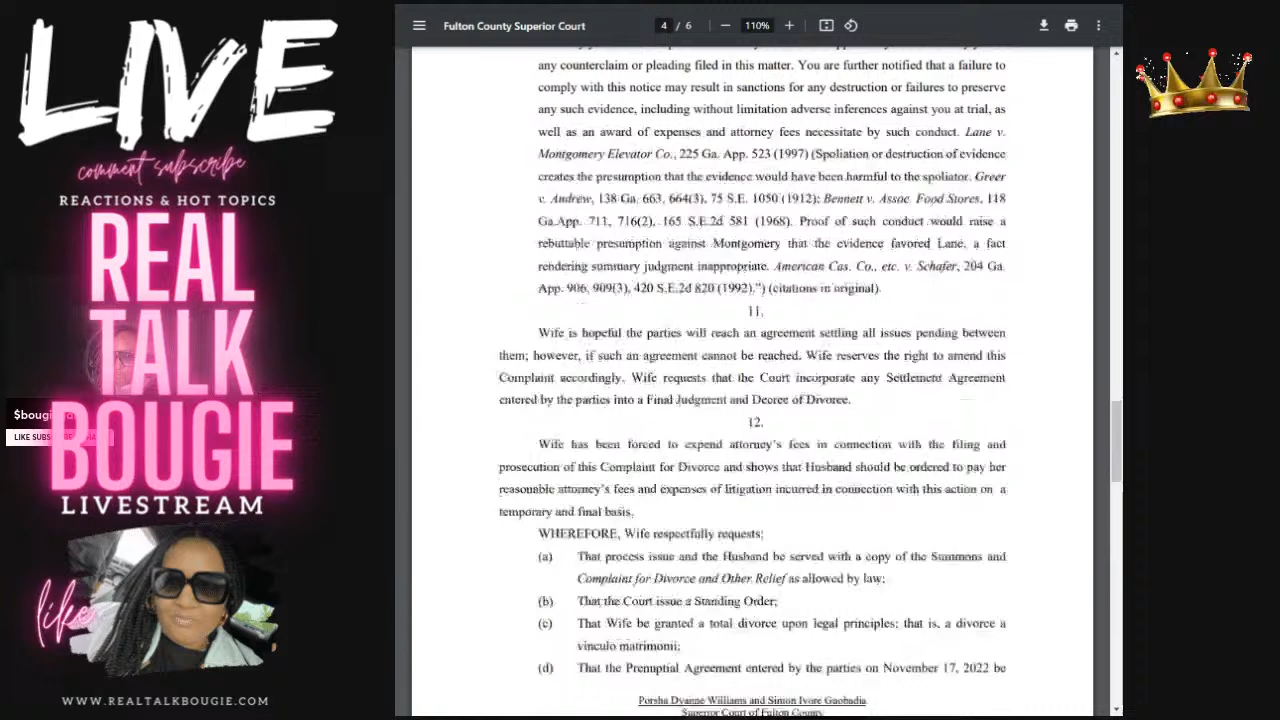 LIVE
comment subscribe
REACTIONS & HOT TOPICS
REAL
TALK
BOUGIE
LIKE SUBS
LIVESTREAM
like
WWW.REALTALKBOUGIE.COM
Fulton County Superior Court
4 / 6
110%
any counterclaim or pleading filed in this matter. You are further notified that a failure to
comply with this notice may result in sanctions for any destruction or failures to preserve
any such evidence, including without limitation adverse inferences against you at trial, as
well as an award of expenses and attorney fees necessitate by such conduct. Lane v.
Montgomery Elevator Co., 225 Ga. App. 523 (1997) (Spoliation or destruction of evidence
creates the presumption that the evidence would have been harmful to the spoliator. Greer
v. Andrew, 138 Ga. 663, 664(3), 75 S.E. 1050 (1912); Bennett v. Assoc. Food Stores, 118
Ga.App. 711, 716(2), 165 S.E.2d 581 (1968). Proof of such conduct would raise a
rebuttable presumption against Montgomery that the evidence favored Lane, a fact
rendering summary judgment inappropriate. American Cas. Co., etc. v. Schafer, 204 Ga.
App. 906, 909(3), 420 S.E.2d 820 (1992).”) (citations in original).
11.
Wife is hopeful the parties will reach an agreement settling all issues pending between
them; however, if such an agreement cannot be reached. Wife reserves the right to amend this
Complaint accordingly. Wife requests that the Court incorporate any Settlement Agreement
entered by the parties into a Final Judgment and Decree of Divorce.
12.
Wife has been forced to expend attorney's fees in connection with the filing and
prosecution of this Complaint for Divorce and shows that Husband should be ordered to pay her
reasonable attorney's fees and expenses of litigation incurred in connection with this action on a
temporary and final basis.
WHEREFORE, Wife respectfully requests:
(a) That process issue and the Husband be served with a copy of the Summons and
Complaint for Divorce and Other Relief as allowed by law;
(b) That the Court issue a Standing Order;
(c) That Wife be granted a total divorce upon legal principles; that is, a divorce a
vinculo matrimonii;
(d) That the Prenuptial Agreement entered by the parties on November 17, 2022 be
Porsha Dyanne Williams and Simon Ivore Guobadia
Superior Court of Fulton County